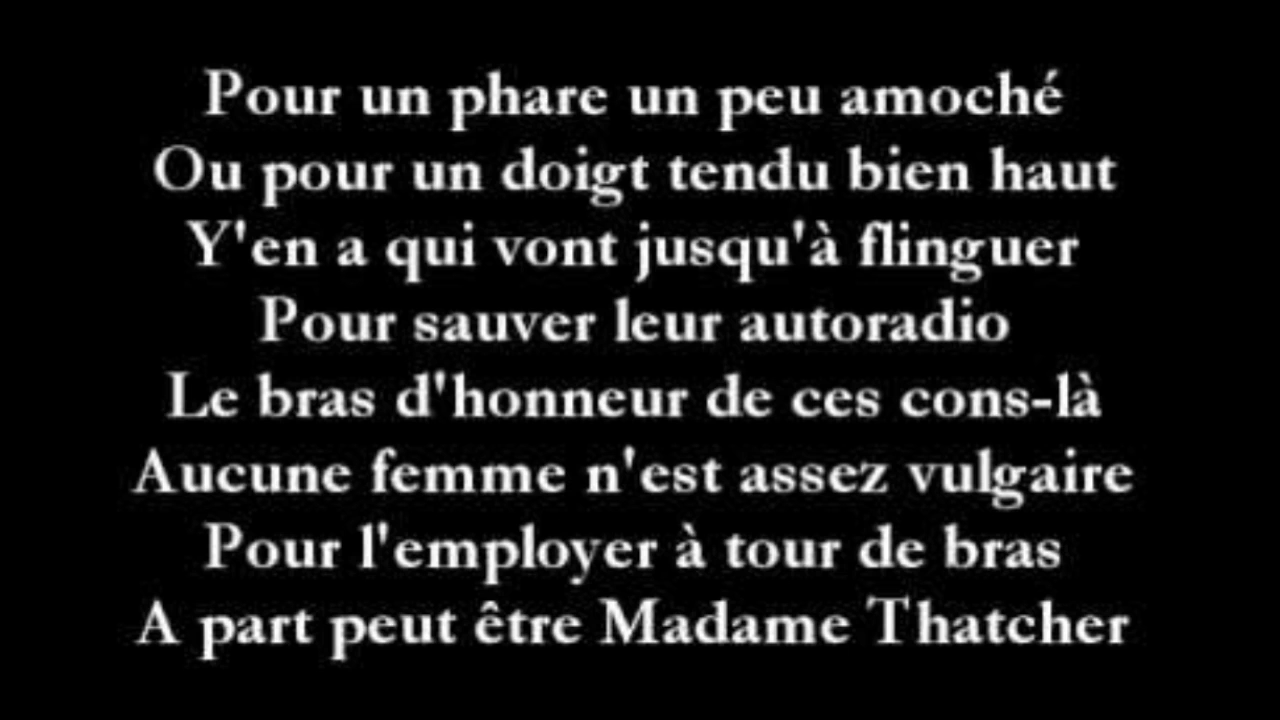 Pour un phare un peu amoché
Ou pour un doigt tendu bien haut
Y'en a qui vont jusqu'à flinguer
Pour sauver leur autoradio
Le bras d'honneur de ces cons-là
Aucune femme n'est assez vulgaire
Pour l'employer à tour de bras
A part peut être Madame Thatcher